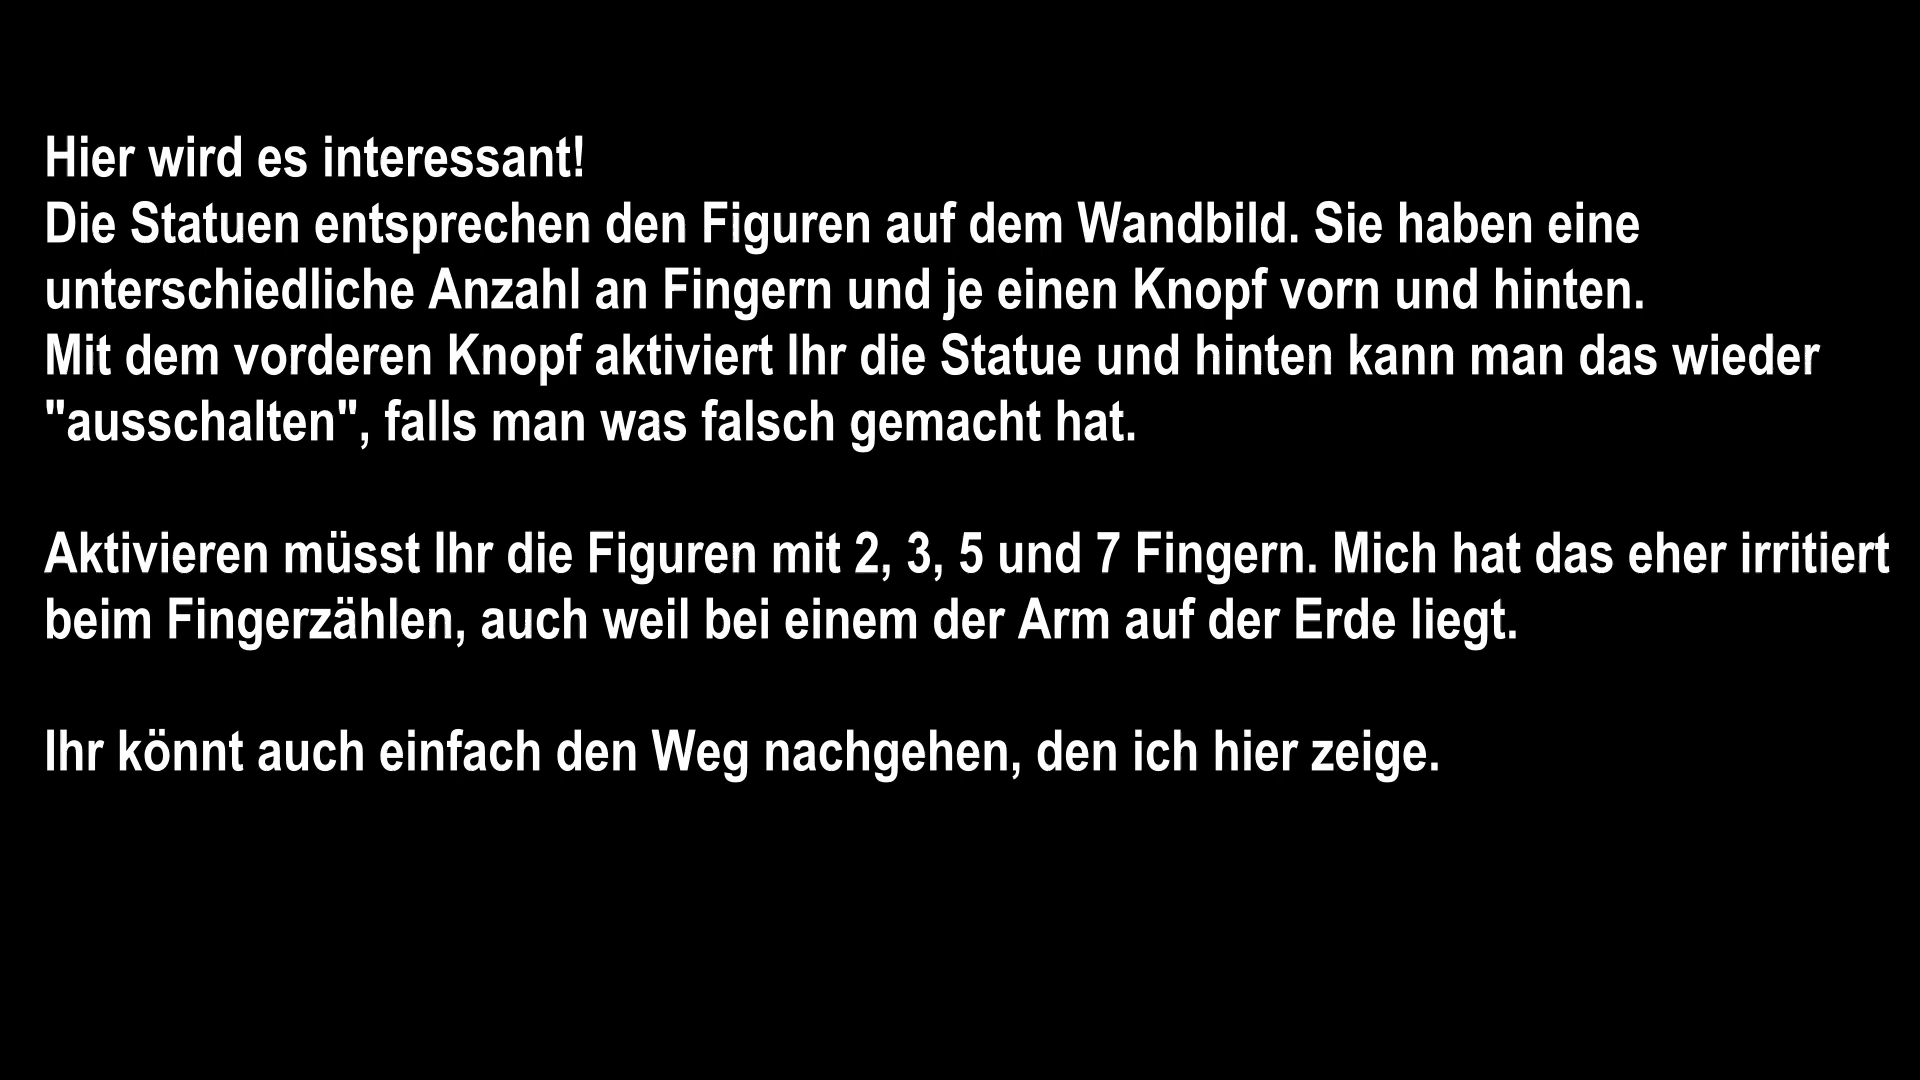 Hier wird es interessant!
Die Statuen entsprechen den Figuren auf dem Wandbild. Sie haben eine
unterschiedliche Anzahl an Fingern und je einen Knopf vorn und hinten.
Mit dem vorderen Knopf aktiviert Ihr die Statue und hinten kann man das wieder
"ausschalten", falls man was falsch gemacht hat.
Aktivieren müsst Ihr die Figuren mit 2, 3, 5 und 7 Fingern. Mich hat das eher irritiert
beim Fingerzählen, auch weil bei einem der Arm auf der Erde liegt.
Ihr könnt auch einfach den Weg nachgehen, den ich hier zeige.